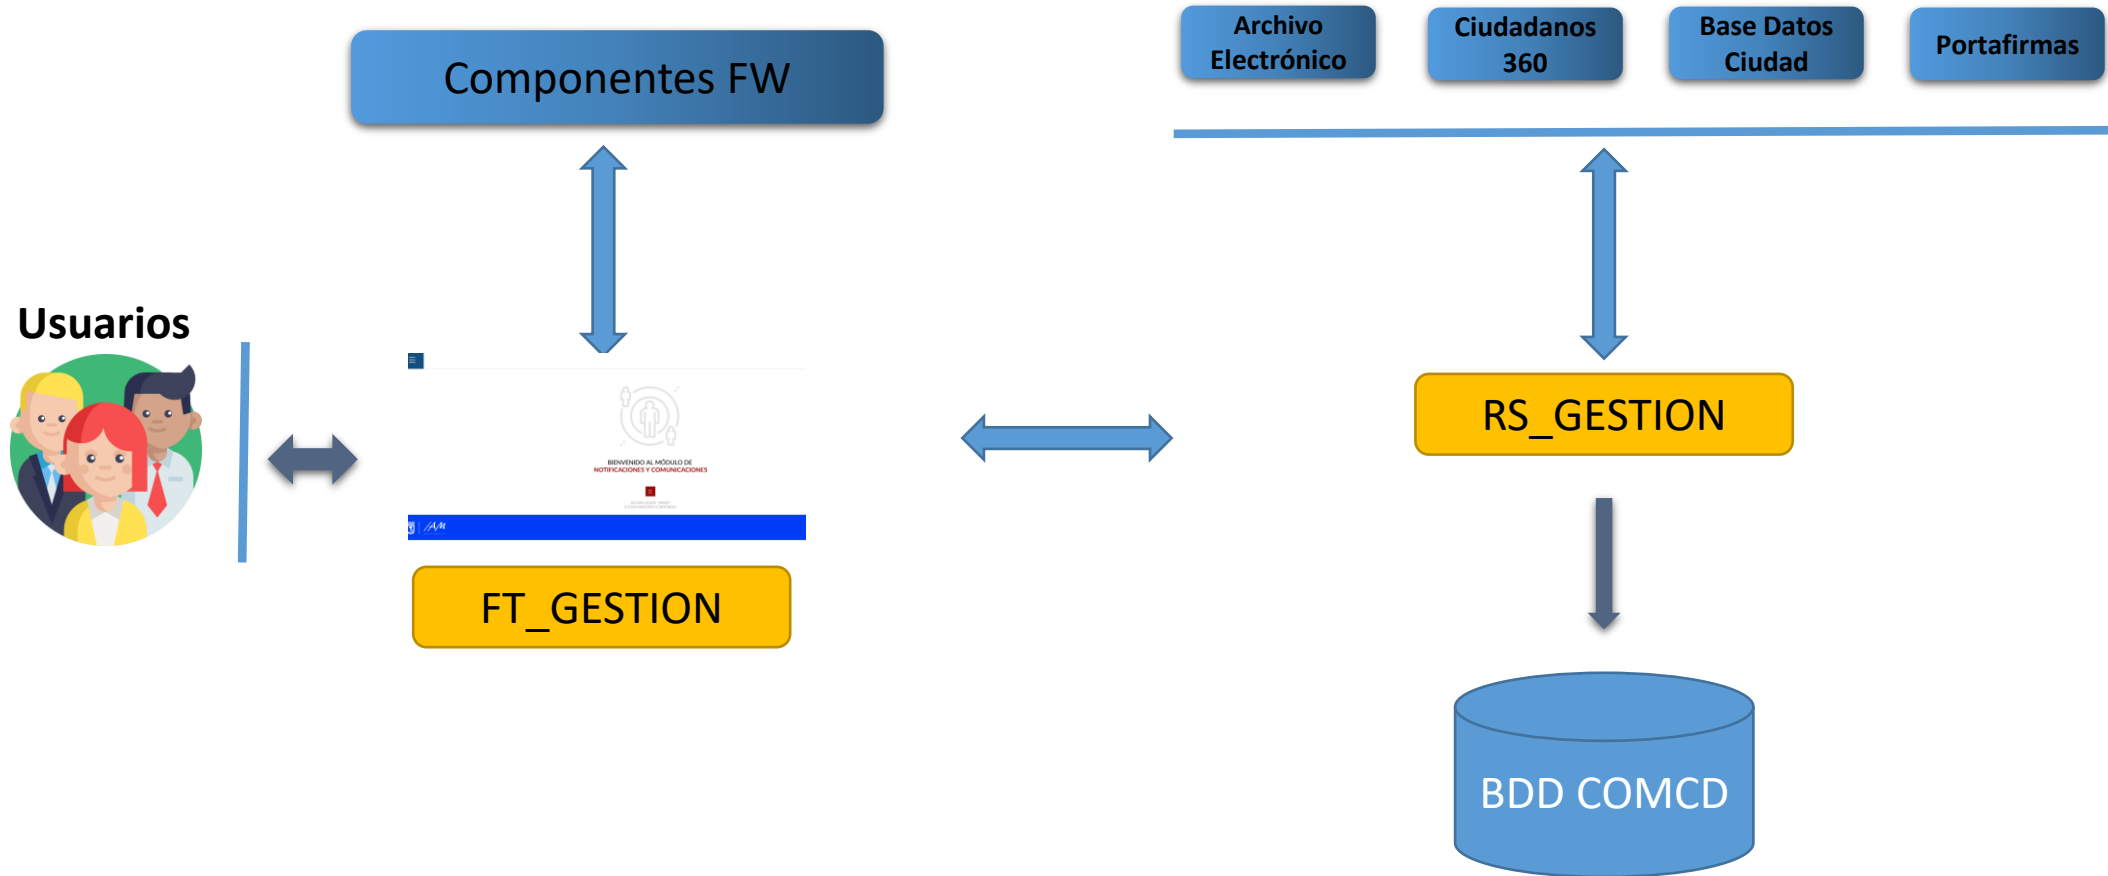 Archivo
Electrónico
Ciudadanos
360
Base Datos
Ciudad
Portafirmas
Componentes FW
Usuarios
BIENVENIDO AL MÓDULO DE
NOTIFICACIONES Y COMUNICACIONES
IAM
FT_GESTION
RS_GESTION
BDD COMCD